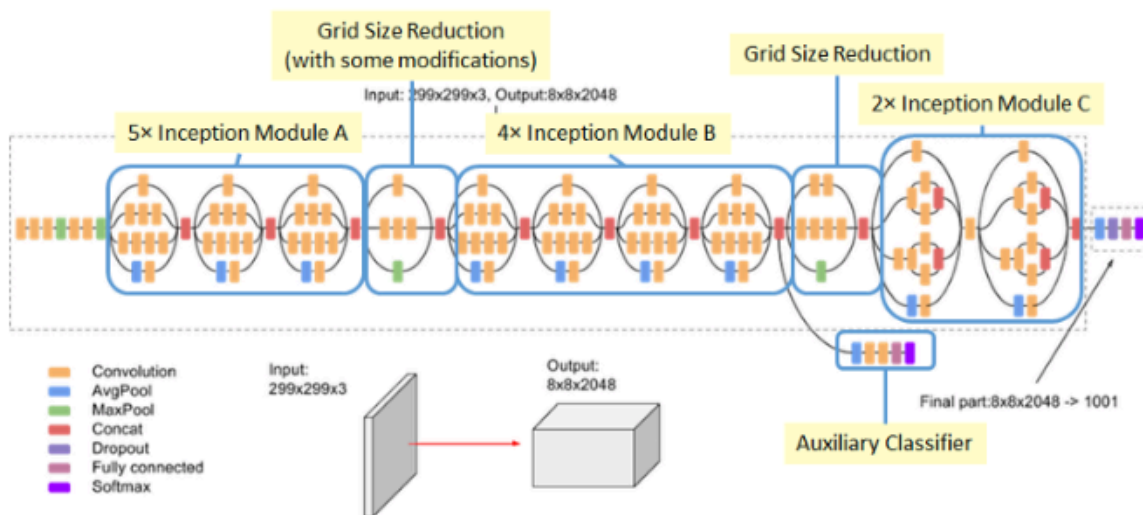 Grid Size Reduction
(with some modifications)
Grid Size Reduction
Input: 299x299x3, Output:8x8x2048
5× Inception Module A
4× Inception Module B
2× Inception Module C
Convolution
AvgPool
MaxPool
Concat
Dropout
Fully connected
Softmax
Input:
299x299x3
Output:
8x8x2048
Final part:8x8x2048 -> 1001
Auxiliary Classifier